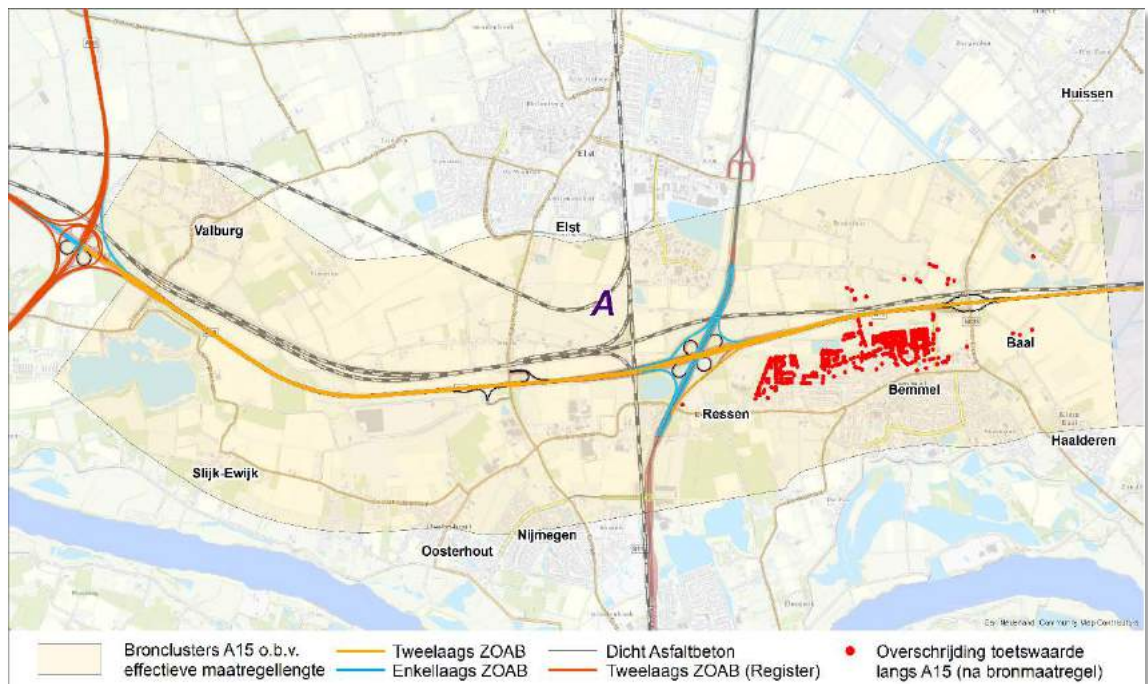 Huissen
Elst
Valburg
Elst
A
Baal
Bemmel
Ressen
Haalderen
Slijk-Ewijk
Nijmegen
Oosterhout
Bronclusters A15 o.b.v.
effectieve maatregellengte
Tweelaags ZOAB
Enkellaags ZOAB
Dicht Asfaltbeton
Tweelaags ZOAB (Register)
Overschrijding toetswaarde
langs A15 (na bronmaatregel)